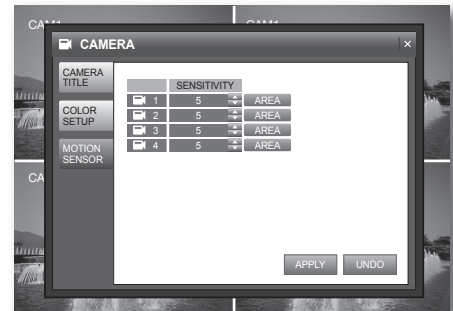 CAM1
CAM1
CAMERA ×
CAMERA
TITLE
COLOR
SETUP
MOTION
SENSOR
SENSITIVITY
1 5 AREA
2 5 AREA
3 5 AREA
4 5 AREA
CA
APPLY UNDO